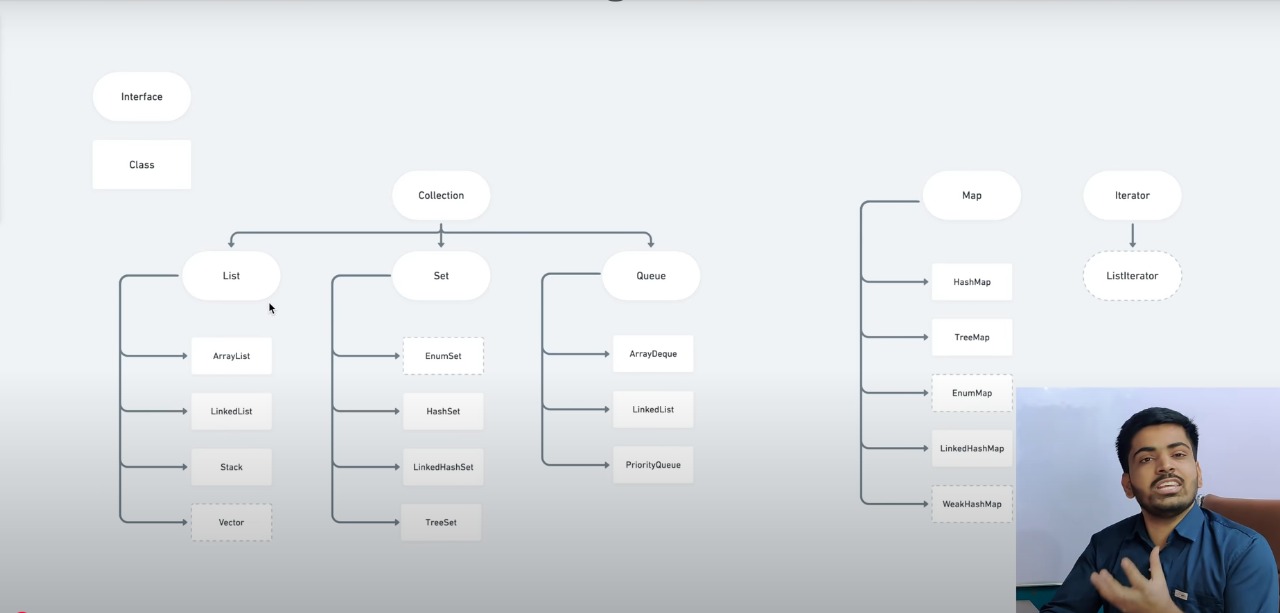 Interface
Class
Collection
Map
Iterator
List
Set
Queue
ListIterator
HashMap
TreeMap
ArrayList
EnumSet
ArrayDeque
EnumMap
LinkedList
HashSet
LinkedList
LinkedHashMap
Stack
LinkedHashSet
PriorityQueue
WeakHashMap
Vector
TreeSet